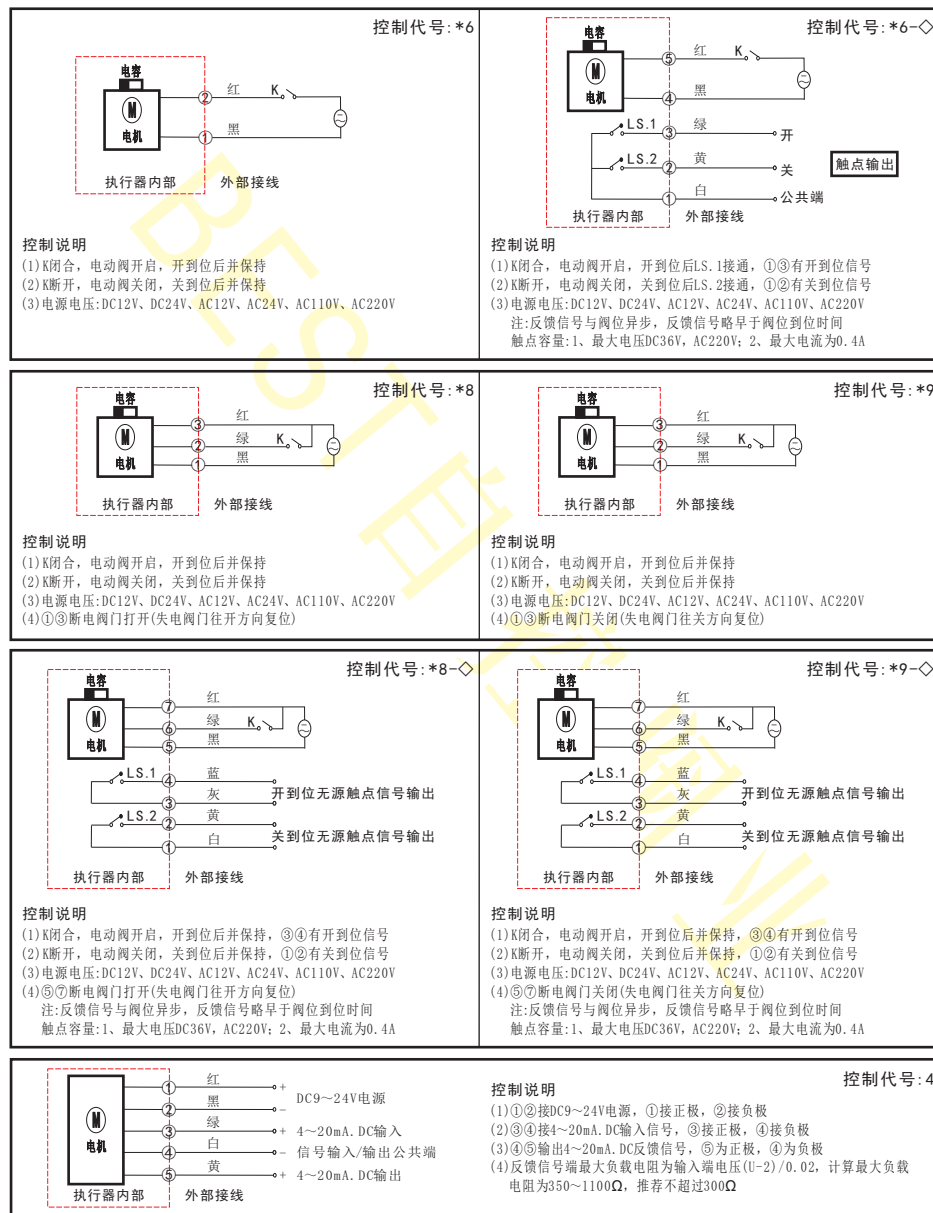 控制代号:*6
电容
M
电机
② 红 K
① 黑
执行器内部 外部接线
控制说明
(1)K闭合，电动阀开启，开到位后并保持
(2)K断开，电动阀关闭，关到位后并保持
(3)电源电压:DC12V、DC24V、AC12V、AC24V、AC110V、AC220V
控制代号:*6-◇
电容
M
电机
⑤ 红 K
④ 黑
LS.1 ③ 绿 开
LS.2 ② 黄 关
① 白 公共端
触点输出
执行器内部 外部接线
控制说明
(1)K闭合，电动阀开启，开到位后LS.1接通，①③有开到位信号
(2)K断开，电动阀关闭，关到位后LS.2接通，①②有关到位信号
(3)电源电压:DC12V、DC24V、AC12V、AC24V、AC110V、AC220V
注:反馈信号与阀位异步，反馈信号略早于阀位到位时间
触点容量:1、最大电压DC36V，AC220V；2、最大电流为0.4A
控制代号:*8
电容
M
电机
③ 红
② 绿 K
① 黑
执行器内部 外部接线
控制说明
(1)K闭合，电动阀开启，开到位后并保持
(2)K断开，电动阀关闭，关到位后并保持
(3)电源电压:DC12V、DC24V、AC12V、AC24V、AC110V、AC220V
(4)①③断电阀门打开(失电阀门往开方向复位)
控制代号:*9
电容
M
电机
③ 红
② 绿 K
① 黑
执行器内部 外部接线
控制说明
(1)K闭合，电动阀开启，开到位后并保持
(2)K断开，电动阀关闭，关到位后并保持
(3)电源电压:DC12V、DC24V、AC12V、AC24V、AC110V、AC220V
(4)①③断电阀门关闭(失电阀门往关方向复位)
控制代号:*8-◇
电容
M
电机
⑦ 红
⑥ 绿 K
⑤ 黑
LS.1 ④ 蓝
③ 灰 开到位无源触点信号输出
LS.2 ② 黄
① 白 关到位无源触点信号输出
执行器内部 外部接线
控制说明
(1)K闭合，电动阀开启，开到位后并保持，③④有开到位信号
(2)K断开，电动阀关闭，关到位后并保持，①②有关到位信号
(3)电源电压:DC12V、DC24V、AC12V、AC24V、AC110V、AC220V
(4)⑤⑦断电阀门打开(失电阀门往开方向复位)
注:反馈信号与阀位异步，反馈信号略早于阀位到位时间
触点容量:1、最大电压DC36V，AC220V；2、最大电流为0.4A
控制代号:*9-◇
电容
M
电机
⑦ 红
⑥ 绿 K
⑤ 黑
LS.1 ④ 蓝
③ 灰 开到位无源触点信号输出
LS.2 ② 黄
① 白 关到位无源触点信号输出
执行器内部 外部接线
控制说明
(1)K闭合，电动阀开启，开到位后并保持，③④有开到位信号
(2)K断开，电动阀关闭，关到位后并保持，①②有关到位信号
(3)电源电压:DC12V、DC24V、AC12V、AC24V、AC110V、AC220V
(4)⑤⑦断电阀门关闭(失电阀门往关方向复位)
注:反馈信号与阀位异步，反馈信号略早于阀位到位时间
触点容量:1、最大电压DC36V，AC220V；2、最大电流为0.4A
控制代号:4
M
电机
① 红 +
DC9～24V电源
② 黑 -
③ 绿 + 4～20mA.DC输入
④ 白 - 信号输入/输出公共端
⑤ 黄 + 4～20mA.DC输出
执行器内部 外部接线
控制说明
(1)①②接DC9～24V电源，①接正极，②接负极
(2)③④接4～20mA.DC输入信号，③接正极，④接负极
(3)④⑤输出4～20mA.DC反馈信号，⑤为正极，④为负极
(4)反馈信号端最大负载电阻为输入端电压(U-2)/0.02，计算最大负载
电阻为350～1100Ω，推荐不超过300Ω